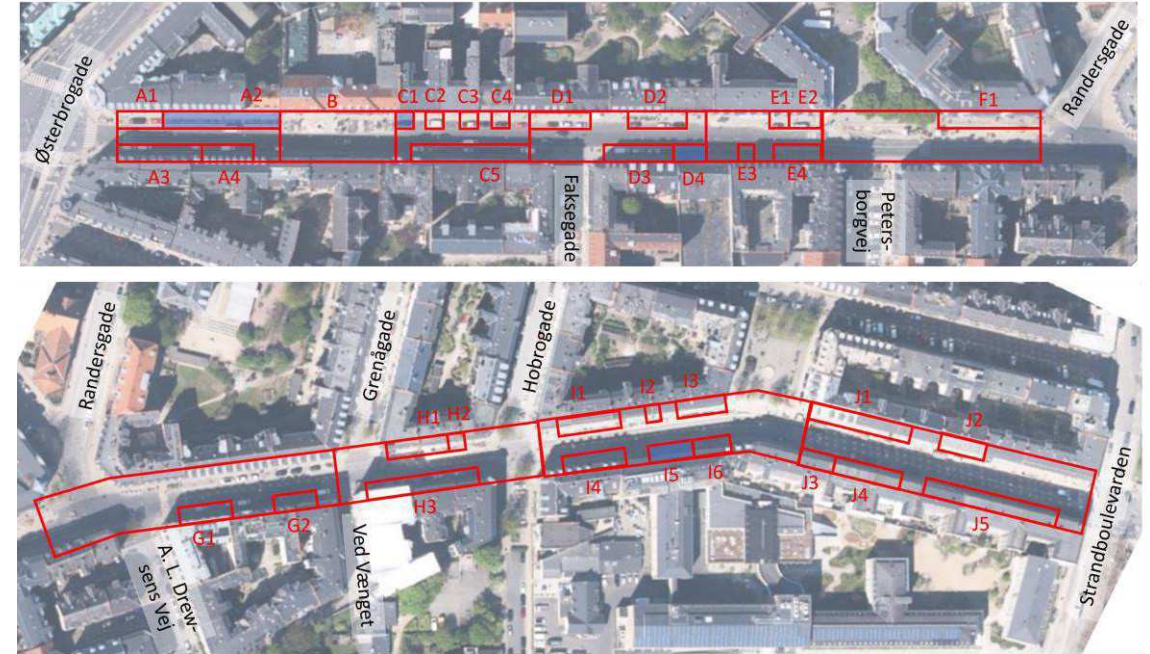 Østerbrogade
A1
A2
B
C1
C2
C3
C4
D1
D2
E1
E2
F1
Randersgade
A3
A4
C5
Faksegade
D3
D4
E3
E4
Peters-
borgvej
Randersgade
Grenågade
Hobrogade
H1
H2
I1
I2
I3
J1
J2
G1
G2
H3
I4
I5
I6
J3
J4
J5
A. L. Drew-
sens Vej
Ved Vænget
Strandboulevarden